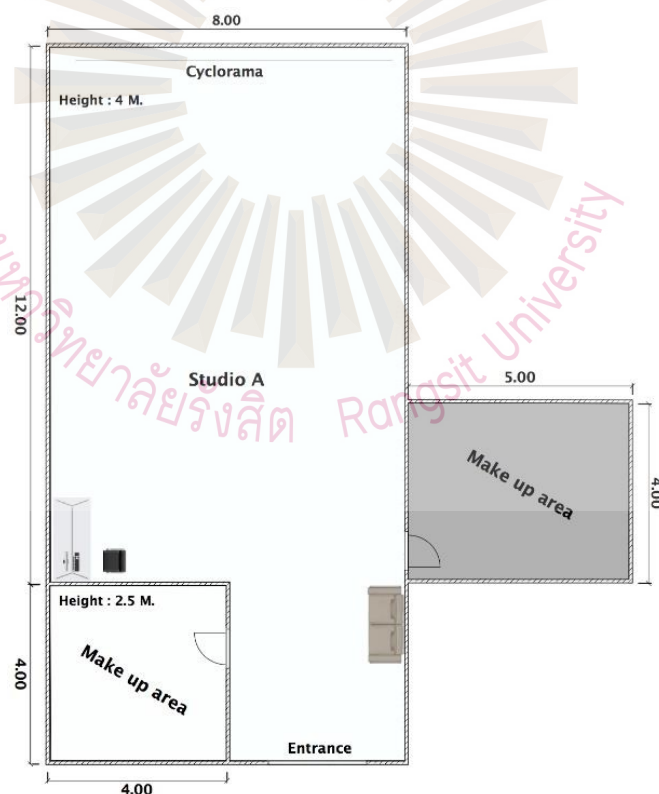 8.00
Cyclorama
Height : 4 M.
12.00
Studio A
5.00
มหาวิทยาลัยรังสิต Rangsit University
Make up area
4.00
Height : 2.5 M.
Make up area
4.00
Entrance
4.00